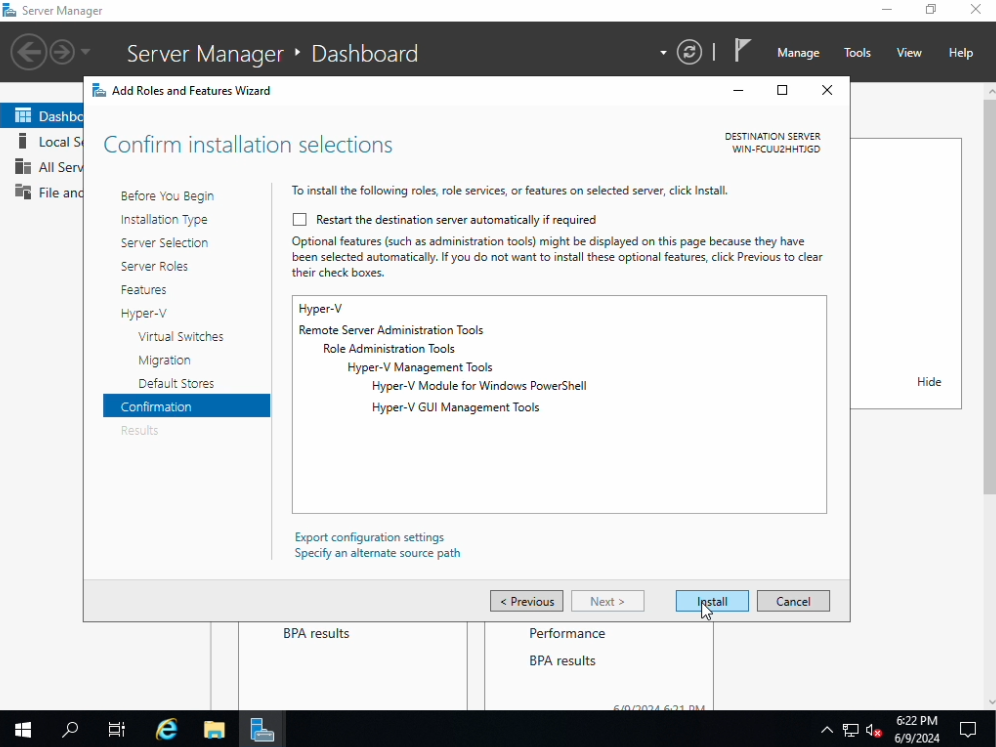 Server Manager
Server Manager ‣ Dashboard
Manage Tools View Help
Add Roles and Features Wizard
Dashbo
Local Se
All Serv
File and
Confirm installation selections
DESTINATION SERVER
WIN-FCUU2HHTJGD
Before You Begin
Installation Type
Server Selection
Server Roles
Features
Hyper-V
Virtual Switches
Migration
Default Stores
Confirmation
Results
To install the following roles, role services, or features on selected server, click Install.
Restart the destination server automatically if required
Optional features (such as administration tools) might be displayed on this page because they have
been selected automatically. If you do not want to install these optional features, click Previous to clear
their check boxes.
Hyper-V
Remote Server Administration Tools
Role Administration Tools
Hyper-V Management Tools
Hyper-V Module for Windows PowerShell
Hyper-V GUI Management Tools
Export configuration settings
Specify an alternate source path
< Previous Next > Install Cancel
Hide
BPA results
Performance
BPA results
6/9/2024 6:21 PM
6:22 PM
6/9/2024